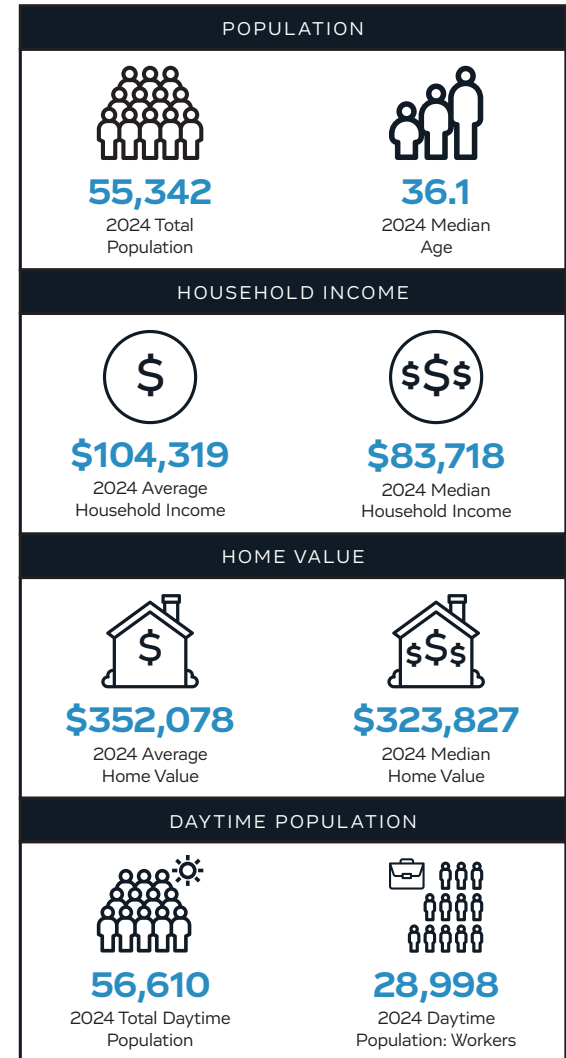 POPULATION
55,342
2024 Total
Population
36.1
2024 Median
Age
HOUSEHOLD INCOME
$
$104,319
2024 Average
Household Income
$$$
$83,718
2024 Median
Household Income
HOME VALUE
$
$352,078
2024 Average
Home Value
$$$
$323,827
2024 Median
Home Value
DAYTIME POPULATION
56,610
2024 Total Daytime
Population
28,998
2024 Daytime
Population: Workers